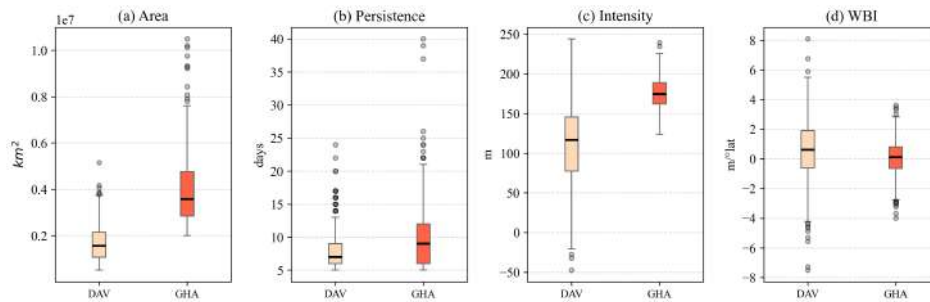 (a) Area
(b) Persistence
(c) Intensity
(d) WBI
1e7
1.0
0.8
0.6
0.4
0.2
km²
DAV
GHA
40
35
30
25
20
15
10
5
days
DAV
GHA
250
200
150
100
50
0
−50
m
DAV
GHA
8
6
4
2
0
−2
−4
−6
−8
m/°lat
DAV
GHA